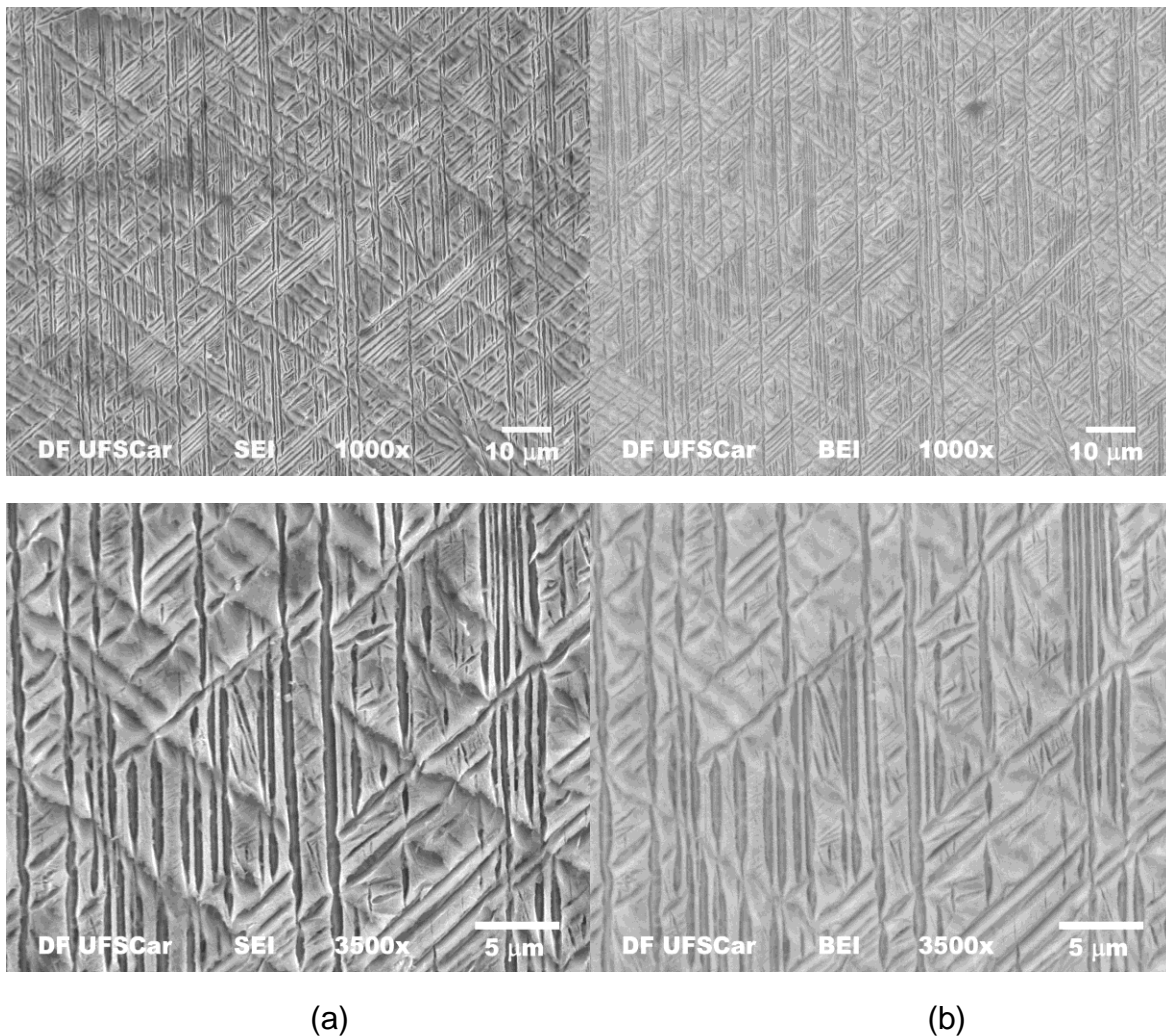 10 μm
10 μm
DF UFSCar SEI 1000x
DF UFSCar BEI 1000x
5 μm
5 μm
DF UFSCar SEI 3500x
DF UFSCar BEI 3500x
(a)
(b)